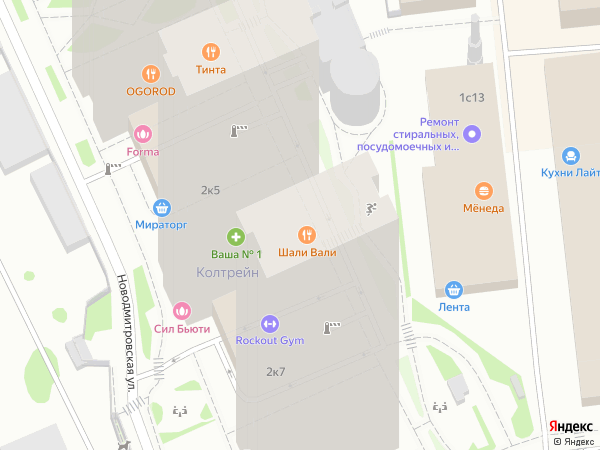 Тинта
OGOROD
1с13
Ремонт
стиральных,
посудомоечных и...
Forma
Кухни Лайт
2к5
Мёнеда
Мираторг
Ваша № 1
Шали Вали
Колтрейн
Новодмитровская ул.
Лента
Сил Бьюти
Rockout Gym
2к7
Яндекс
© Яндекс